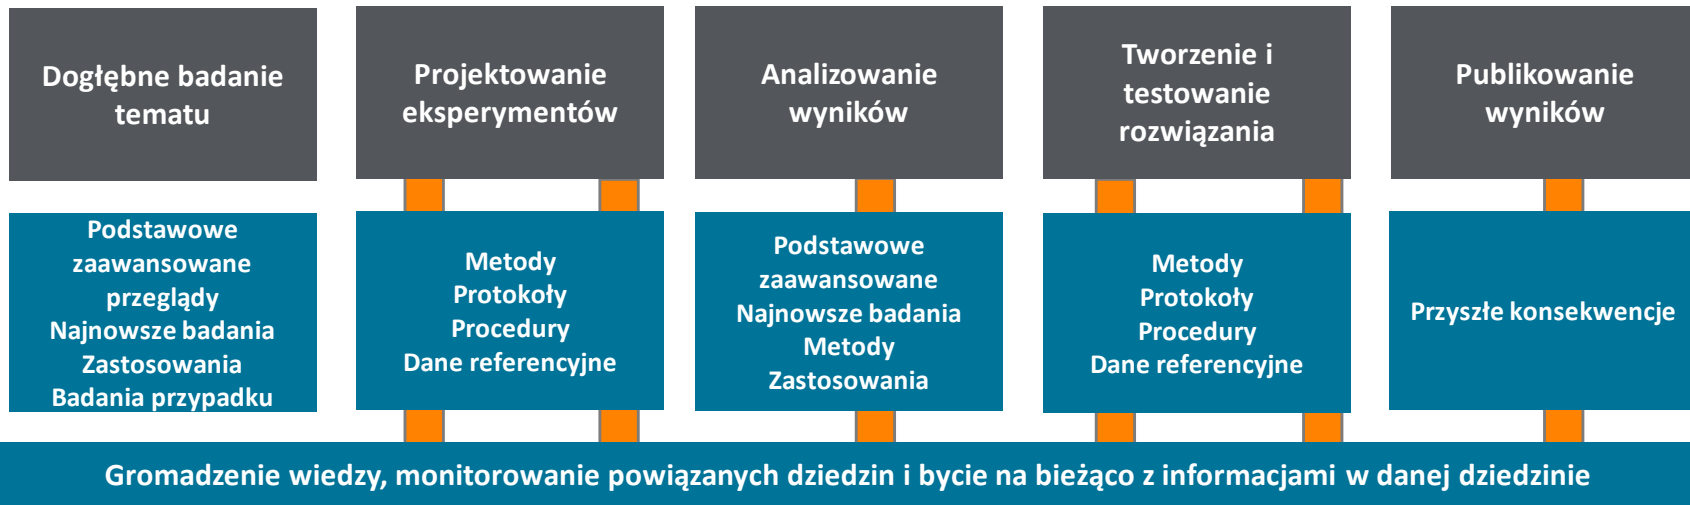 Dogłębne badanie
tematu
Projektowanie
eksperymentów
Analizowanie
wyników
Tworzenie i
testowanie
rozwiązania
Publikowanie
wyników
Podstawowe
zaawansowane
przeglądy
Najnowsze badania
Zastosowania
Badania przypadku
Metody
Protokoły
Procedury
Dane referencyjne
Podstawowe
zaawansowane
Najnowsze badania
Metody
Zastosowania
Metody
Protokoły
Procedury
Dane referencyjne
Przyszłe konsekwencje
Gromadzenie wiedzy, monitorowanie powiązanych dziedzin i bycie na bieżąco z informacjami w danej dziedzinie